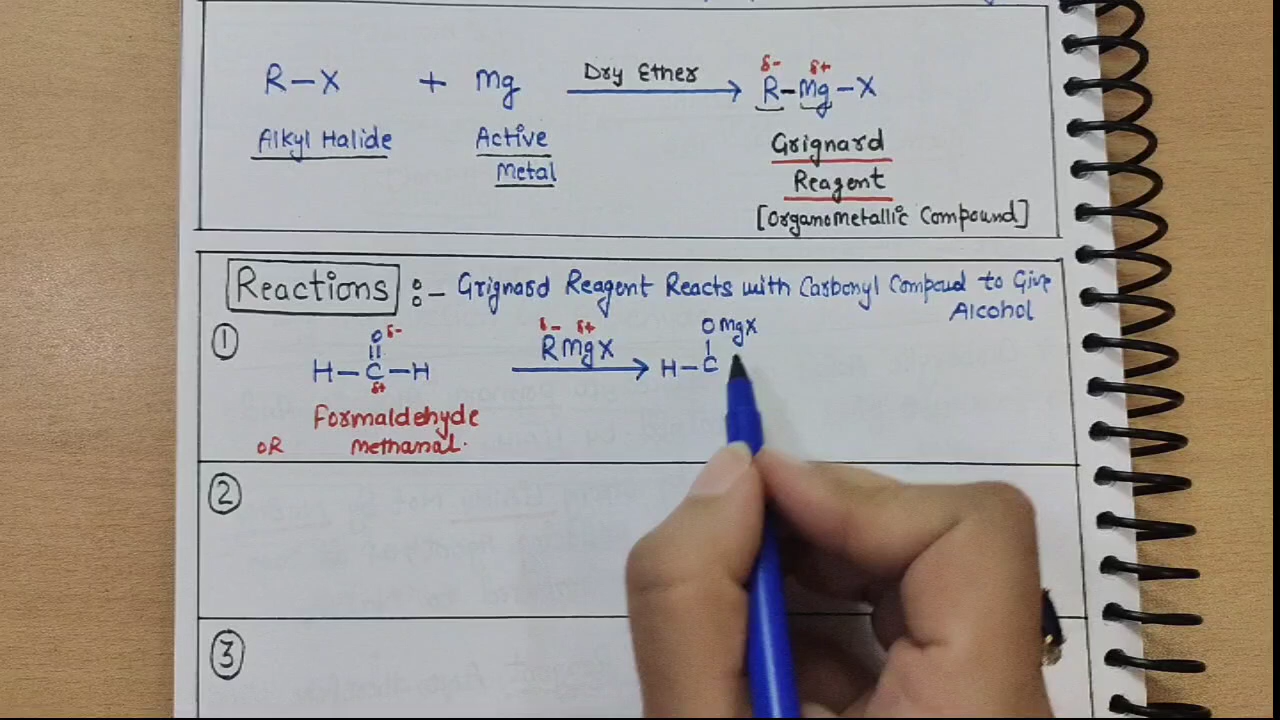 R-X + Mg Dry Ether → R-Mg-X
δ- δ+
Alkyl Halide Active Metal Grignard Reagent
[Organometallic Compound]
Reactions :- Grignard Reagent Reacts with Carbonyl Compoud to Give Alcohol
① O δ- δ- δ+ OMgX
H-C-H RMgX → H-C
δ+
Formaldehyde
OR methanal.
②
③